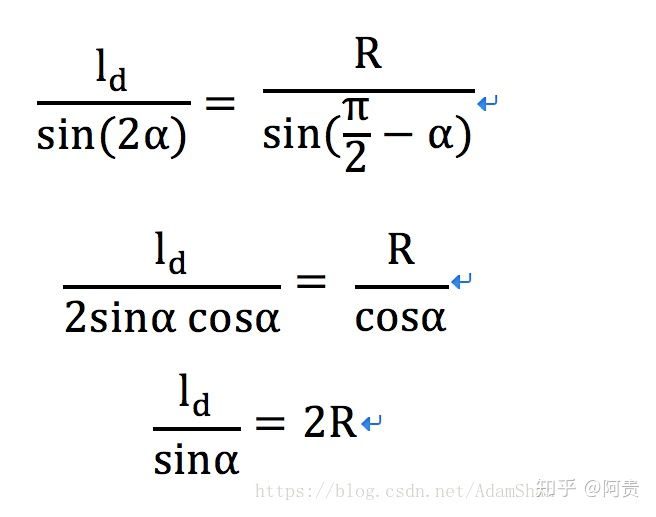 l_d / sin(2α) = R / sin(π/2 − α) ↵
l_d / 2sinα cosα = R / cosα ↵
l_d / sinα = 2R ↵
https://blog.csdn.net/AdamSh
知乎 @阿贵